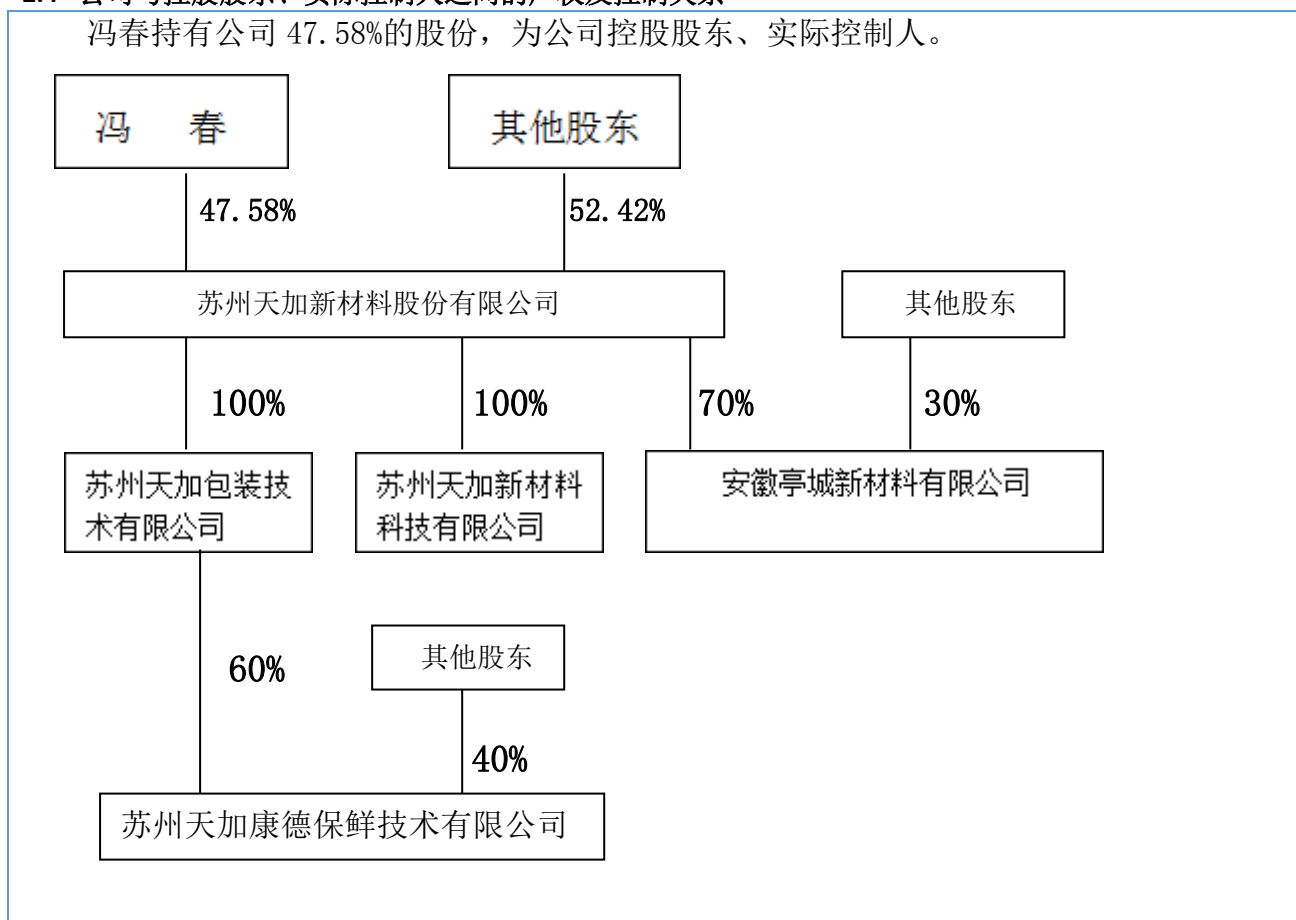 冯春持有公司 47.58%的股份，为公司控股股东、实际控制人。
冯 春
其他股东
47.58%
52.42%
苏州天加新材料股份有限公司
其他股东
100%
100%
70%
30%
苏州天加包装技
术有限公司
苏州天加新材料
科技有限公司
安徽亭城新材料有限公司
60%
其他股东
40%
苏州天加康德保鲜技术有限公司